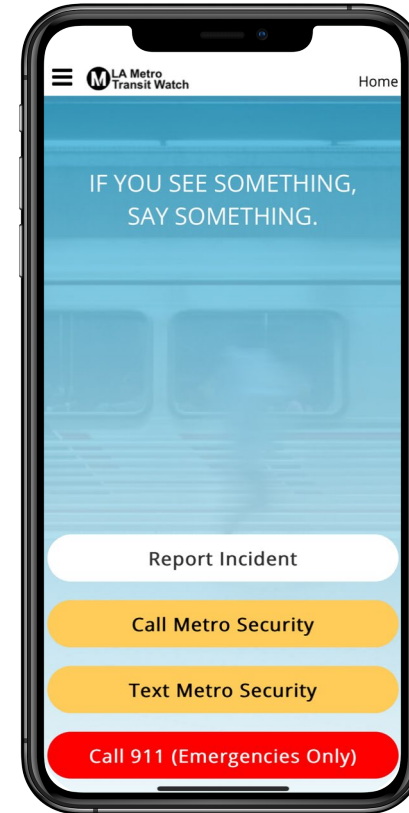 LA Metro
Transit Watch
Home
IF YOU SEE SOMETHING,
SAY SOMETHING.
Report Incident
Call Metro Security
Text Metro Security
Call 911 (Emergencies Only)